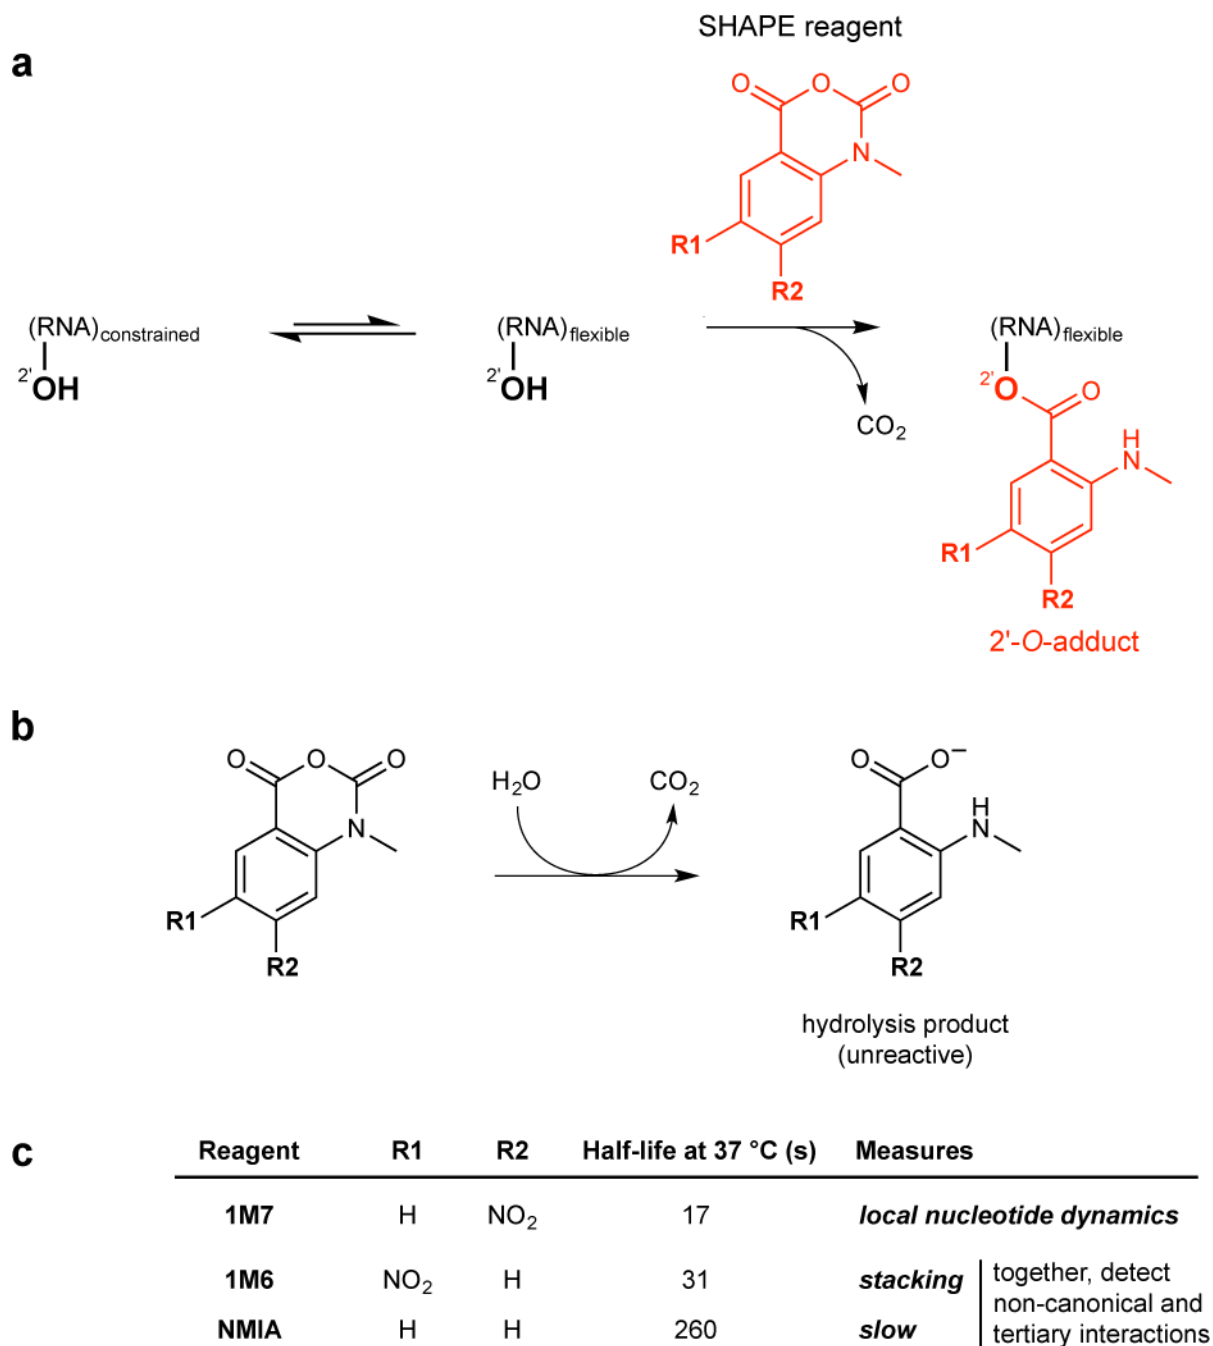 SHAPE reagent
a
O O O
N
R1
R2
(RNA)constrained
2'OH
(RNA)flexible
2'OH
CO2
(RNA)flexible
2'O O
H
N
R1
R2
2'-O-adduct
b
O O O
N
R1
R2
H2O
CO2
O O−
H
N
R1
R2
hydrolysis product
(unreactive)
c
Reagent R1 R2 Half-life at 37 °C (s) Measures
1M7 H NO2 17 local nucleotide dynamics
1M6 NO2 H 31 stacking
NMIA H H 260 slow
together, detect
non-canonical and
tertiary interactions